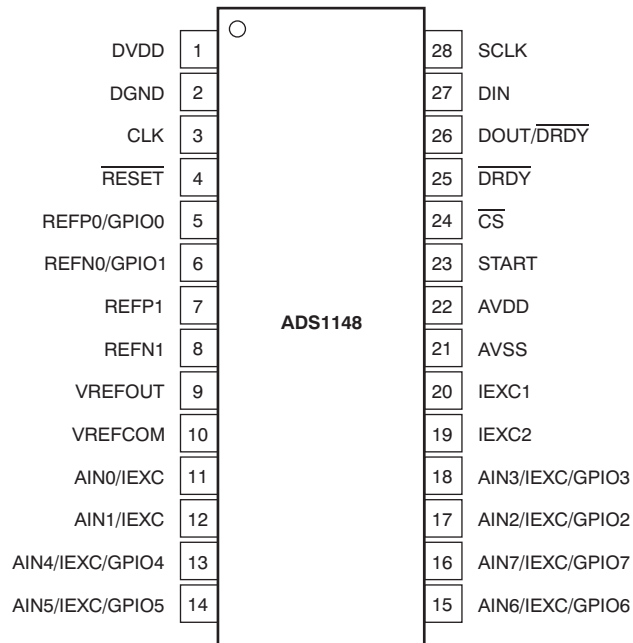 DVDD 1 28 SCLK
DGND 2 27 DIN
CLK 3 26 DOUT/DRDY
RESET 4 25 DRDY
REFP0/GPIO0 5 24 CS
REFN0/GPIO1 6 23 START
REFP1 7 22 AVDD
ADS1148
REFN1 8 21 AVSS
VREFOUT 9 20 IEXC1
VREFCOM 10 19 IEXC2
AIN0/IEXC 11 18 AIN3/IEXC/GPIO3
AIN1/IEXC 12 17 AIN2/IEXC/GPIO2
AIN4/IEXC/GPIO4 13 16 AIN7/IEXC/GPIO7
AIN5/IEXC/GPIO5 14 15 AIN6/IEXC/GPIO6